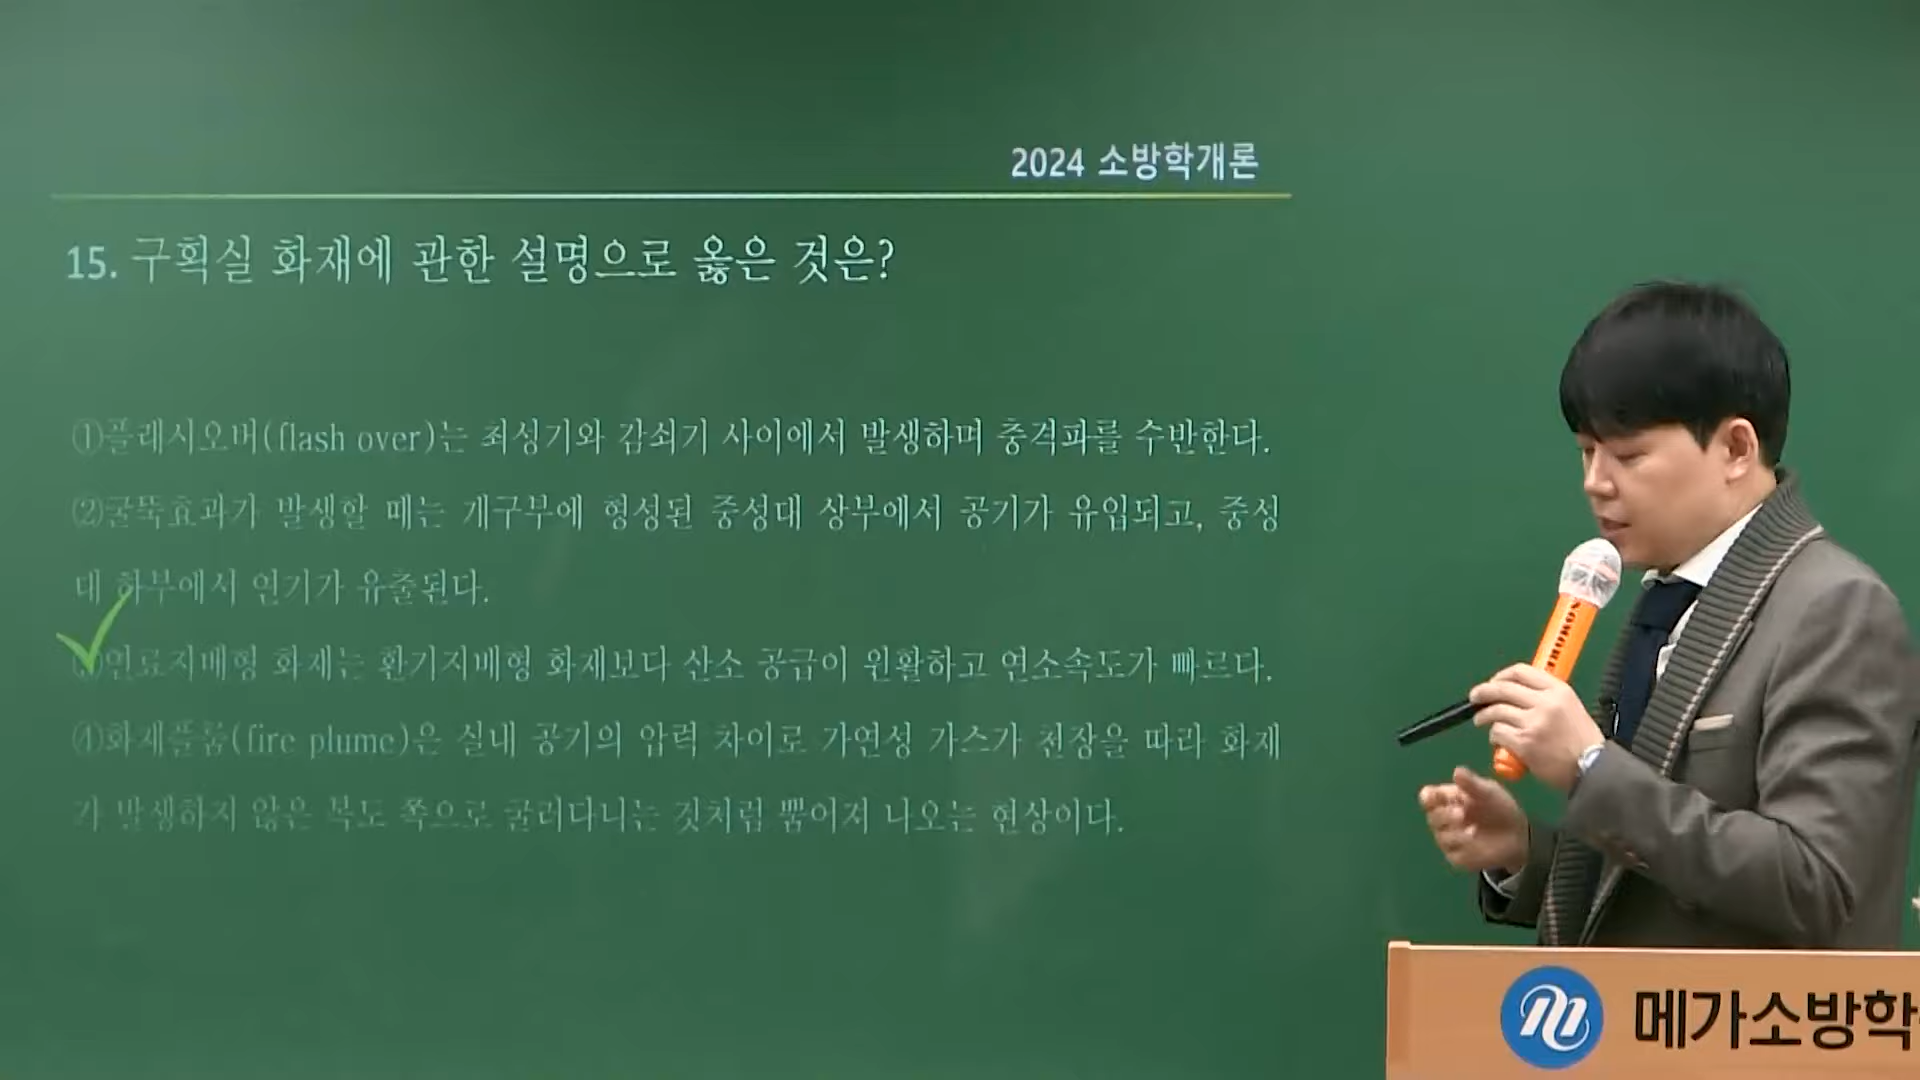 2024 소방학개론
15. 구획실 화재에 관한 설명으로 옳은 것은?
①플래시오버(flash over)는 최성기와 감쇠기 사이에서 발생하며 충격파를 수반한다.
②굴뚝효과가 발생할 때는 개구부에 형성된 중성대 상부에서 공기가 유입되고, 중성
대 하부에서 연기가 유출된다.
연료지배형 화재는 환기지배형 화재보다 산소 공급이 원활하고 연소속도가 빠르다.
④화재플룸(fire plume)은 실내 공기의 압력 차이로 가연성 가스가 천장을 따라 화재
가 발생하지 않은 복도 쪽으로 굴러다니는 것처럼 뿜어져 나오는 현상이다.
메가소방학